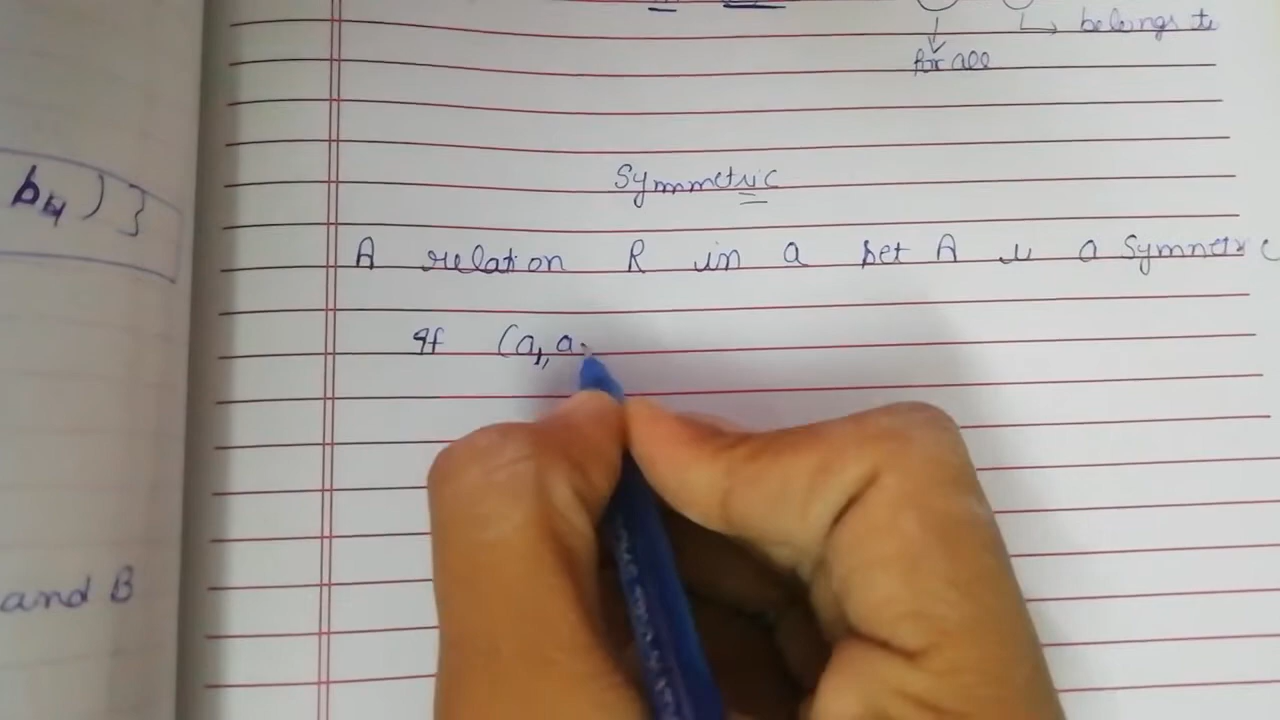 belongs to
for all
b4 ) }
Symmetric
A relation R in a set A is a Symmetric
If (a1, a
and B